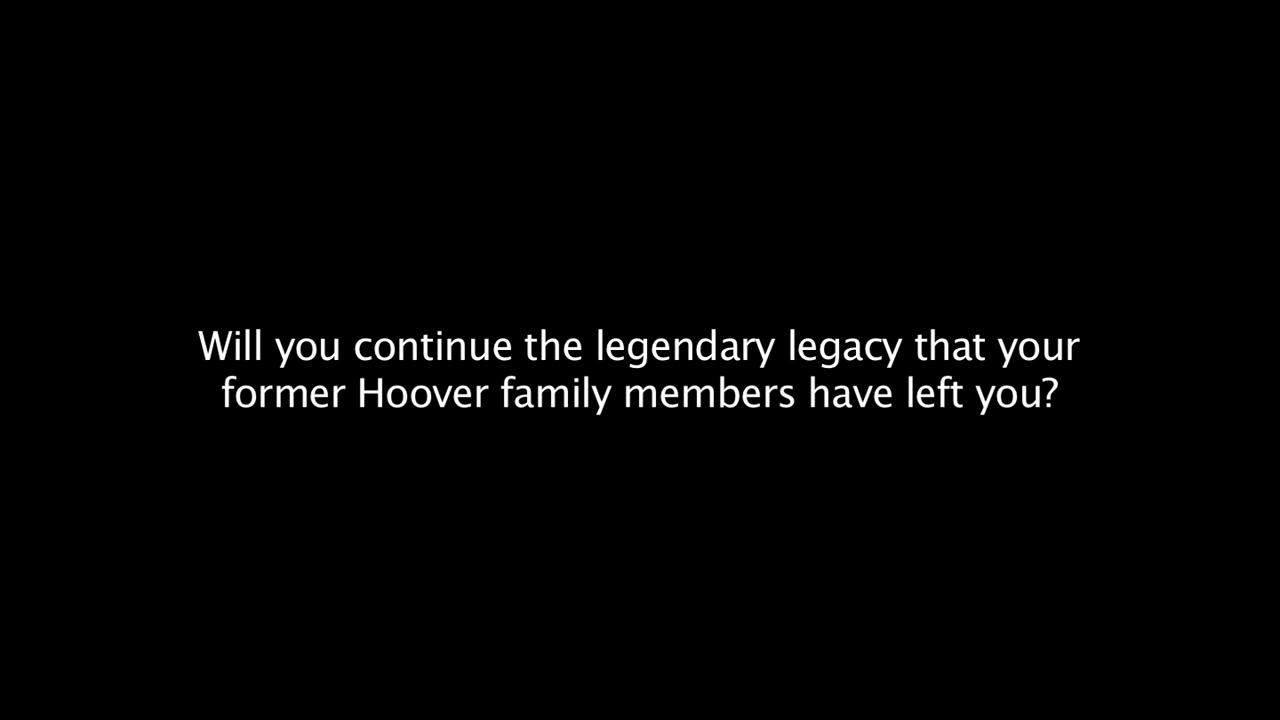 Will you continue the legendary legacy that your
former Hoover family members have left you?